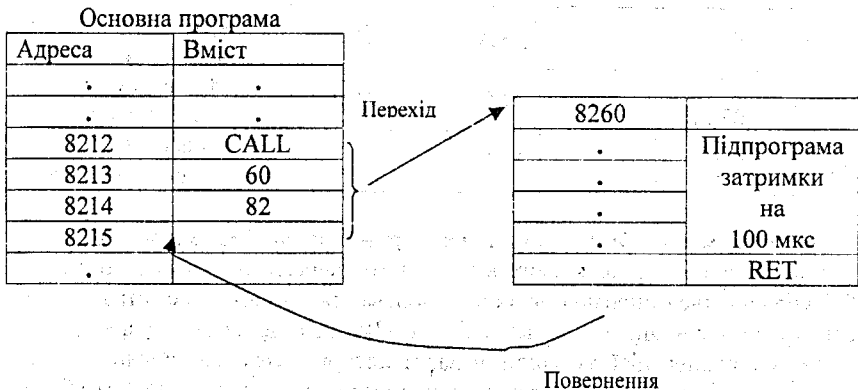 Основна програма
Адреса Вміст
. .
. .
8212 CALL
8213 60
8214 82
8215
.
Перехід
8260
. Підпрограма
. затримки
. на
. 100 мкс
RET
Повернення